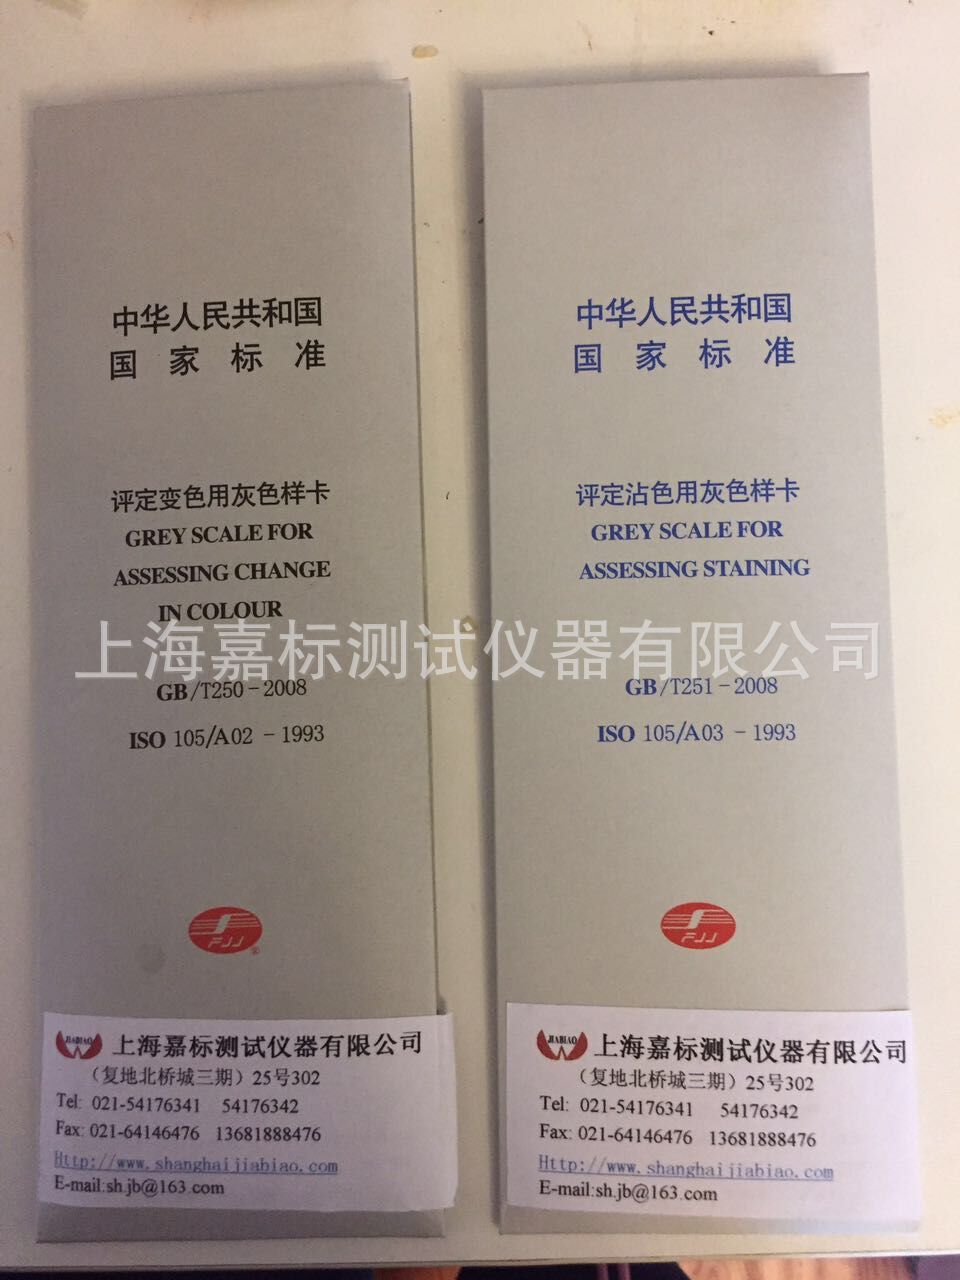 中华人民共和国
国家标准
评定变色用灰色样卡
GREY SCALE FOR
ASSESSING CHANGE
IN COLOUR
GB/T250-2008
ISO 105/A02-1993
FJJ
®
JIABIAO
上海嘉标测试仪器有限公司
（复地北桥城三期）25号302
Tel: 021-54176341 54176342
Fax: 021-64146476 13681888476
Http://www.shanghaijiabiao.com
E-mail:sh.jb@163.com
中华人民共和国
国家标准
评定沾色用灰色样卡
GREY SCALE FOR
ASSESSING STAINING
GB/T251-2008
ISO 105/A03-1993
FJJ
JIABIAO
上海嘉标测试仪器有限公司
（复地北桥城三期）25号302
Tel: 021-54176341 54176342
Fax: 021-64146476 13681888476
Http://www.shanghaijiabiao.com
E-mail:sh.jb@163.com
上海嘉标测试仪器有限公司